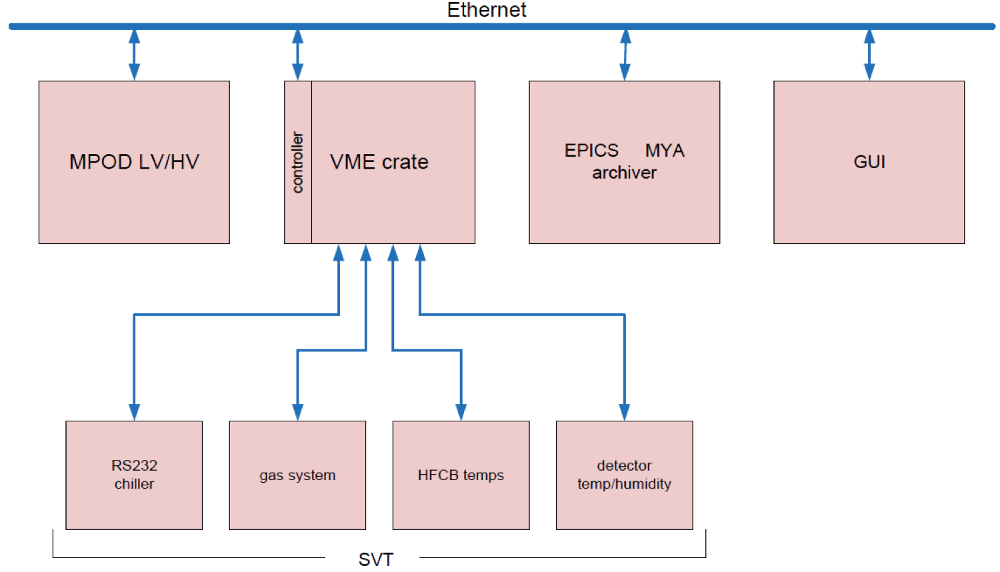 Ethernet
MPOD LV/HV
controller
VME crate
EPICS MYA
archiver
GUI
RS232
chiller
gas system
HFCB temps
detector
temp/humidity
SVT